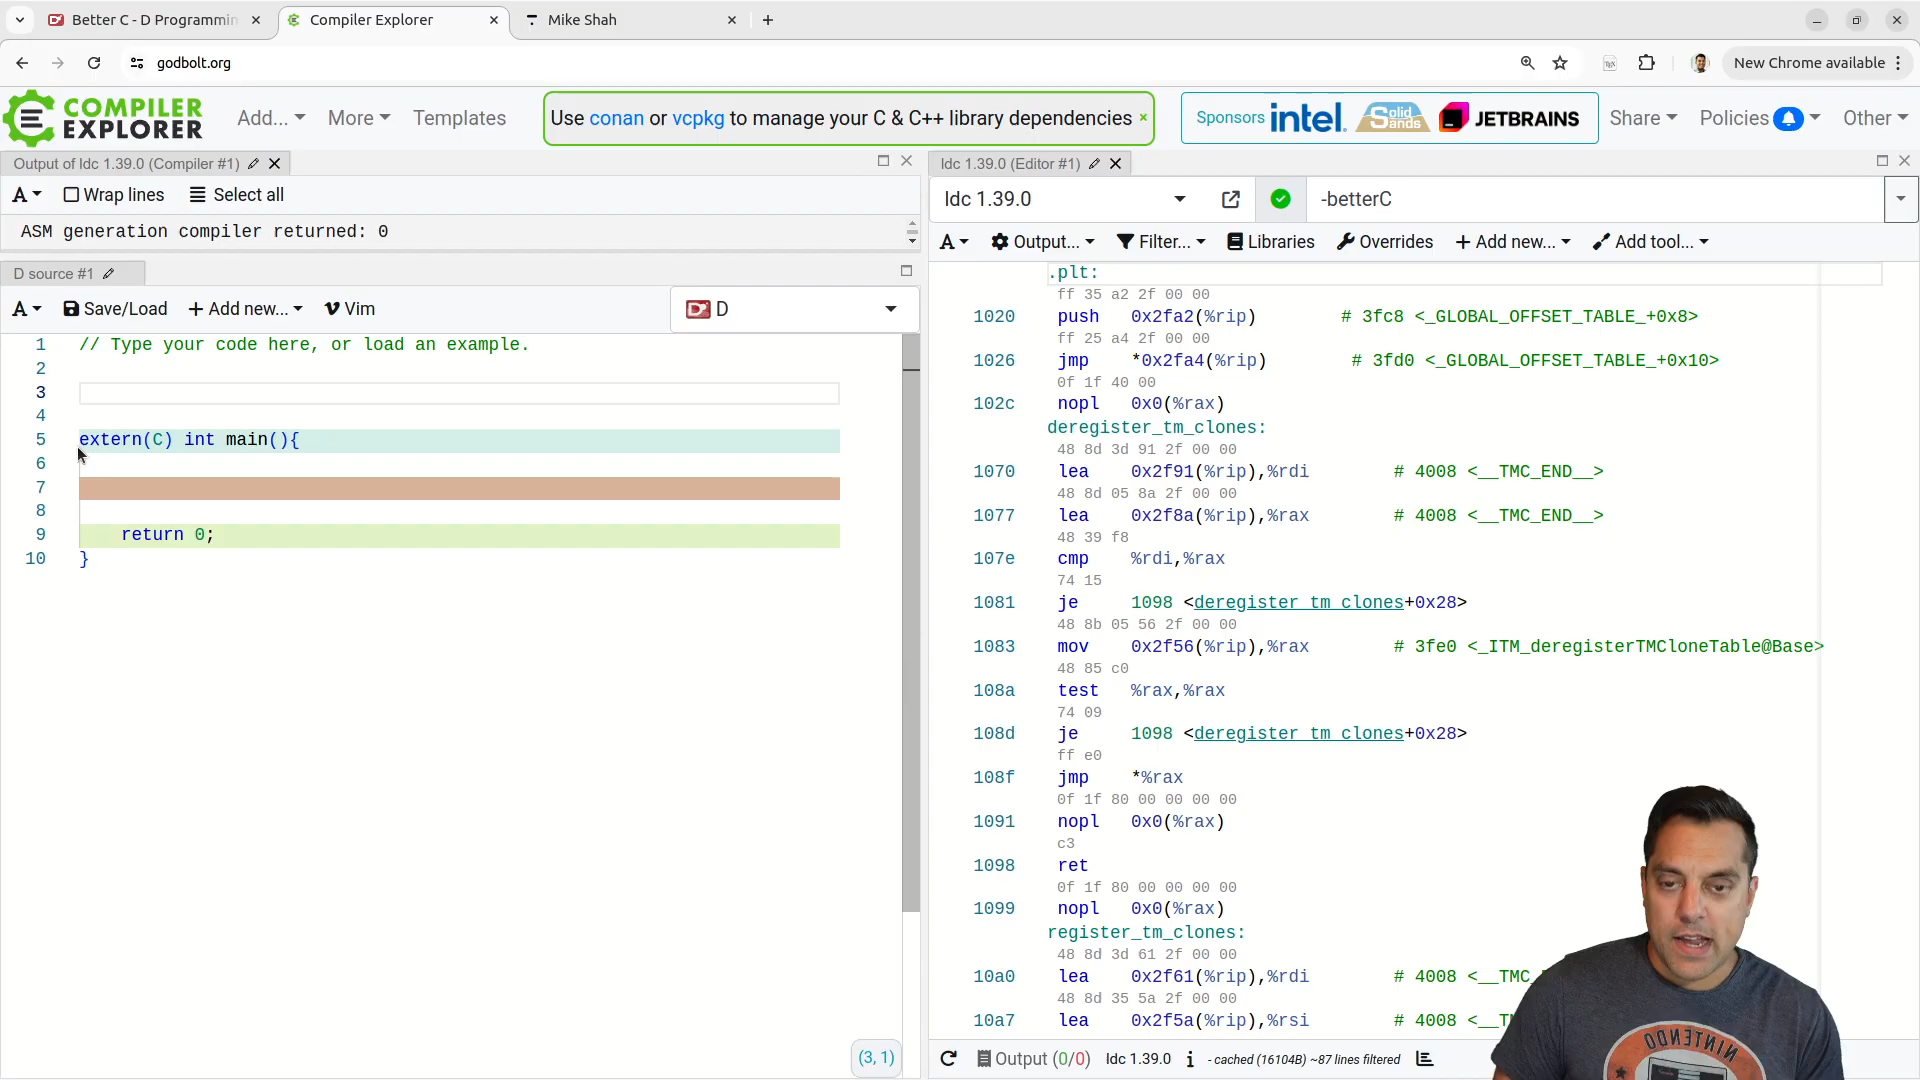 Better C - D Programmin
Compiler Explorer
Mike Shah
godbolt.org
New Chrome available
COMPILER
EXPLORER
Add...
More
Templates
Use conan or vcpkg to manage your C & C++ library dependencies ×
Sponsors intel. Solid Sands JETBRAINS
Share
Policies
Other
Output of ldc 1.39.0 (Compiler #1)
A
Wrap lines
Select all
ASM generation compiler returned: 0
D source #1
A
Save/Load
+ Add new...
Vim
D
1 // Type your code here, or load an example.
2
3
4
5 extern(C) int main(){
6
7
8
9 return 0;
10 }
(3, 1)
ldc 1.39.0 (Editor #1)
ldc 1.39.0
-betterC
A
Output...
Filter...
Libraries
Overrides
+ Add new...
Add tool...
.plt:
ff 35 a2 2f 00 00
1020 push 0x2fa2(%rip) # 3fc8 <_GLOBAL_OFFSET_TABLE_+0x8>
ff 25 a4 2f 00 00
1026 jmp *0x2fa4(%rip) # 3fd0 <_GLOBAL_OFFSET_TABLE_+0x10>
0f 1f 40 00
102c nopl 0x0(%rax)
deregister_tm_clones:
48 8d 3d 91 2f 00 00
1070 lea 0x2f91(%rip),%rdi # 4008 <__TMC_END__>
48 8d 05 8a 2f 00 00
1077 lea 0x2f8a(%rip),%rax # 4008 <__TMC_END__>
48 39 f8
107e cmp %rdi,%rax
74 15
1081 je 1098 <deregister_tm_clones+0x28>
48 8b 05 56 2f 00 00
1083 mov 0x2f56(%rip),%rax # 3fe0 <_ITM_deregisterTMCloneTable@Base>
48 85 c0
108a test %rax,%rax
74 09
108d je 1098 <deregister_tm_clones+0x28>
ff e0
108f jmp *%rax
0f 1f 80 00 00 00 00
1091 nopl 0x0(%rax)
c3
1098 ret
0f 1f 80 00 00 00 00
1099 nopl 0x0(%rax)
register_tm_clones:
48 8d 3d 61 2f 00 00
10a0 lea 0x2f61(%rip),%rdi # 4008 <__TMC_
48 8d 35 5a 2f 00 00
10a7 lea 0x2f5a(%rip),%rsi # 4008 <__T
Output (0/0) ldc 1.39.0 i - cached (16104B) ~87 lines filtered
NINTENDO